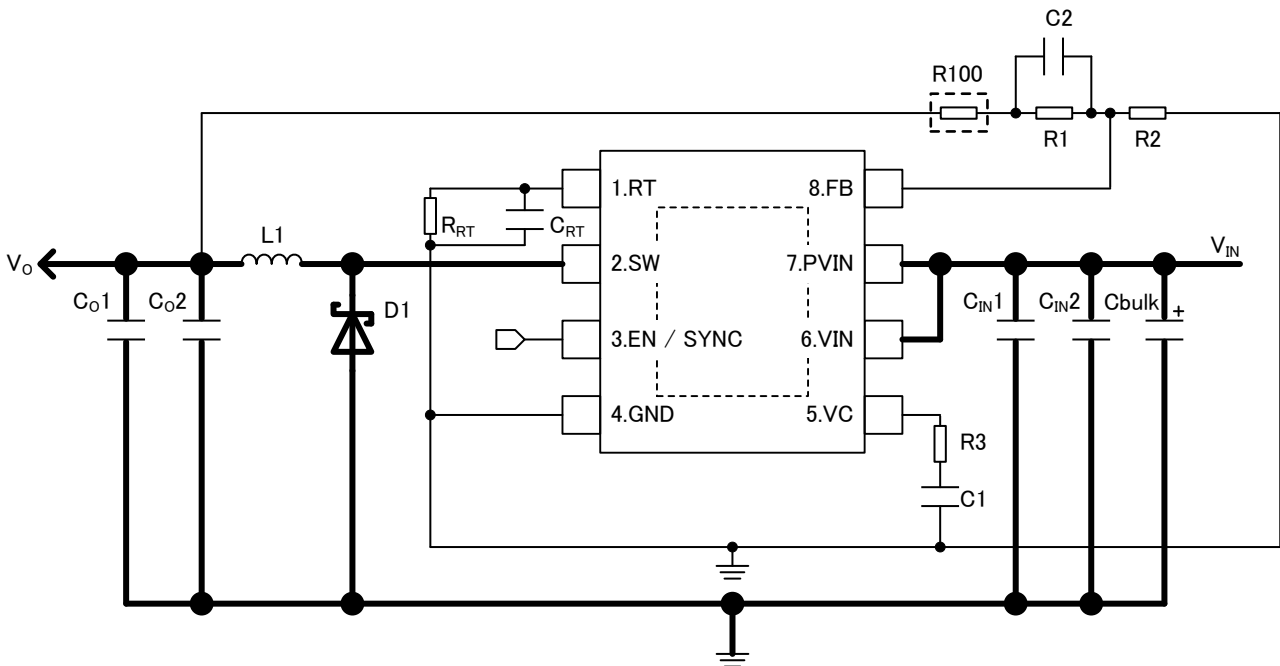 C2
R100
R1
R2
1.RT
8.FB
R_RT
C_RT
L1
V_O
2.SW
7.PVIN
V_IN
C_O1
C_O2
D1
C_IN1
C_IN2
Cbulk
+
3.EN / SYNC
6.VIN
4.GND
5.VC
R3
C1